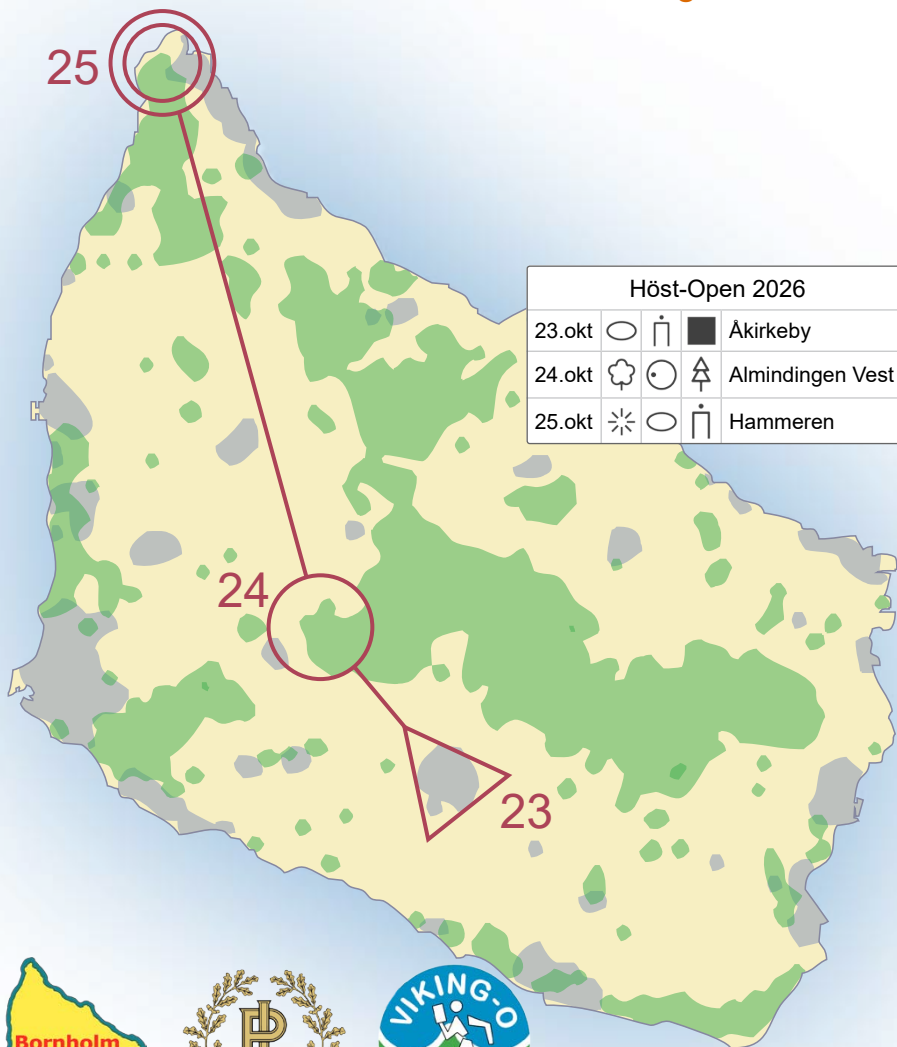 25
Höst-Open 2026
23.okt Åkirkeby
24.okt Almindingen Vest
25.okt Hammeren
24
23
VIKING-O
Bornholm